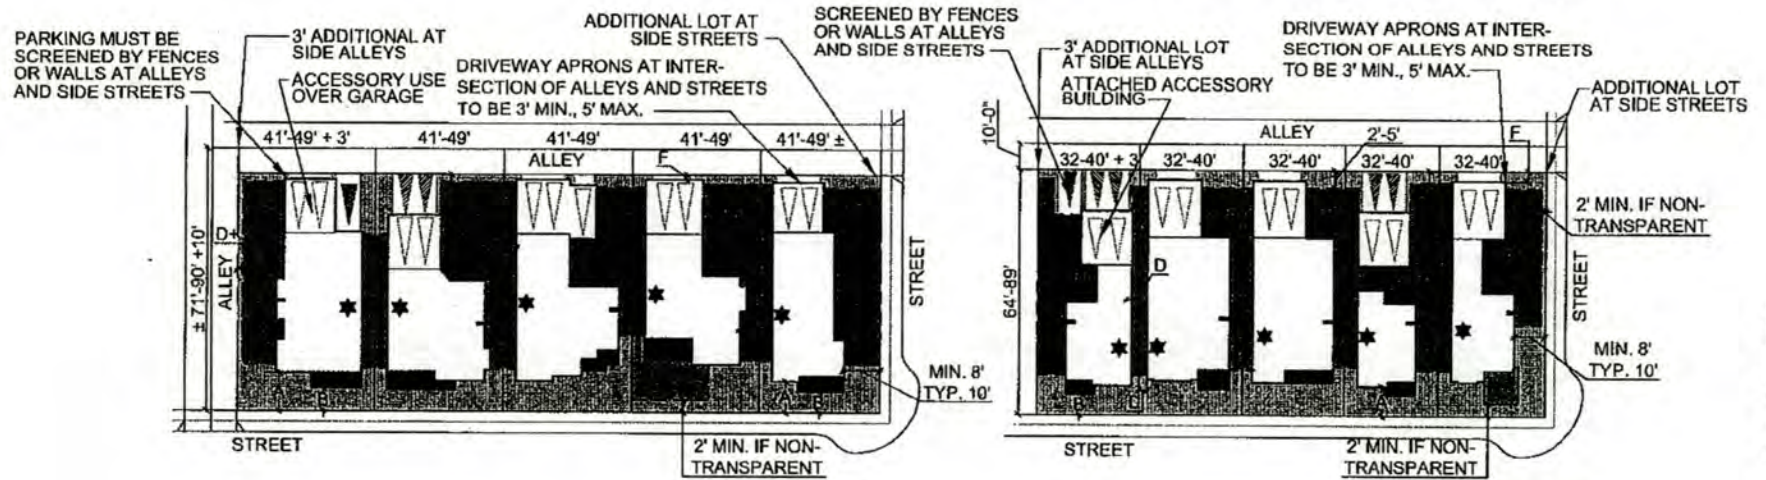 PARKING MUST BE
SCREENED BY FENCES
OR WALLS AT ALLEYS
AND SIDE STREETS
3' ADDITIONAL AT
SIDE ALLEYS
ACCESSORY USE
OVER GARAGE
DRIVEWAY APRONS AT INTER-
SECTION OF ALLEYS AND STREETS
TO BE 3' MIN., 5' MAX.
ADDITIONAL LOT AT
SIDE STREETS
41'-49' + 3'
41'-49'
41'-49'
41'-49'
41'-49' ±
ALLEY
F
± 71'-90' +10'
ALLEY
D+
STREET
MIN. 8'
TYP. 10'
A
B
A
B
STREET
2' MIN. IF NON-
TRANSPARENT
SCREENED BY FENCES
OR WALLS AT ALLEYS
AND SIDE STREETS
3' ADDITIONAL LOT
AT SIDE ALLEYS
ATTACHED ACCESSORY
BUILDING
DRIVEWAY APRONS AT INTER-
SECTION OF ALLEYS AND STREETS
TO BE 3' MIN., 5' MAX.
ADDITIONAL LOT
AT SIDE STREETS
10'-0"
ALLEY
2'-5'
F
32-40' + 3
32'-40'
32'-40'
32'-40'
32-40'
2' MIN. IF NON-
TRANSPARENT
D
64'-89'
STREET
MIN. 8'
TYP. 10'
B
A
STREET
2' MIN. IF NON-
TRANSPARENT